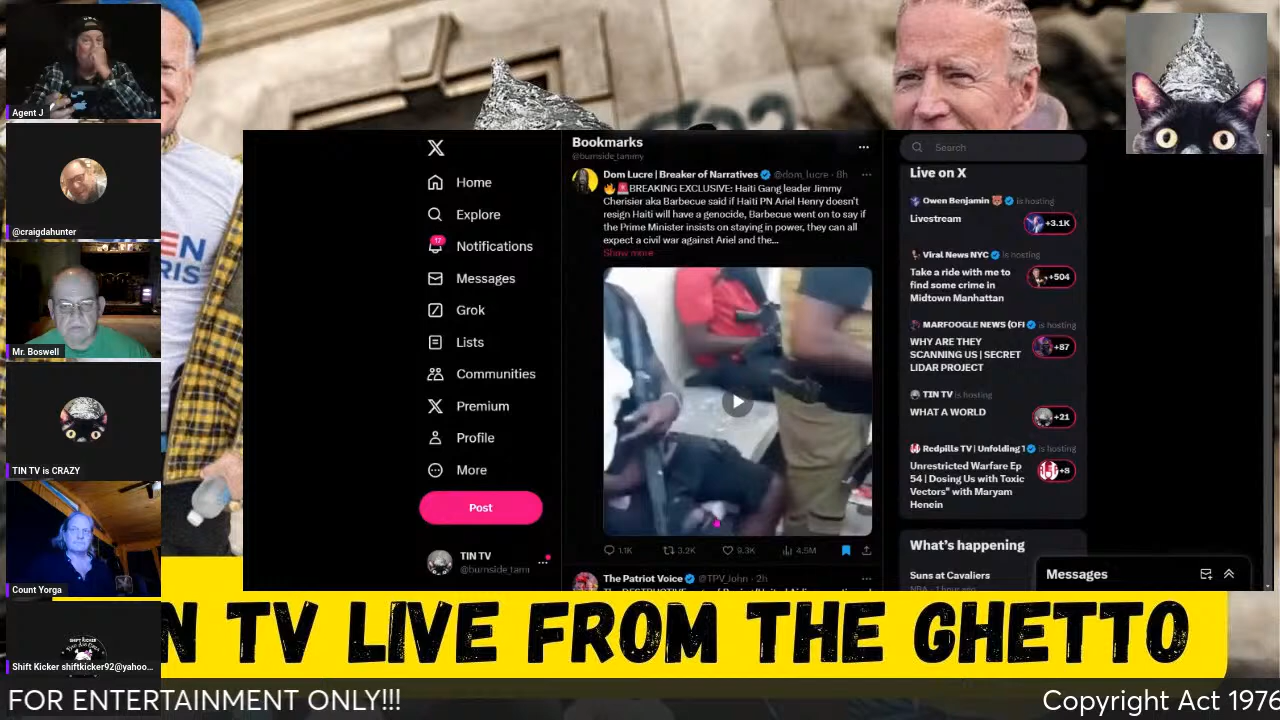 Agent J
@craigdahunter
Mr. Boswell
TIN TV is CRAZY
Count Yorga
Shift Kicker shiftkicker92@yahoo...
Home
Explore
17
Notifications
Messages
Grok
Lists
Communities
Premium
Profile
More
Post
TIN TV
@burnside_tam
Bookmarks
@burnside_tammy
Dom Lucre | Breaker of Narratives @dom_lucre · 8h
🔥🚨BREAKING EXCLUSIVE: Haiti Gang leader Jimmy
Cherisier aka Barbecue said if Haiti PN Ariel Henry doesn't
resign Haiti will have a genocide, Barbecue went on to say if
the Prime Minister insists on staying in power, they can all
expect a civil war against Ariel and the...
Show more
1.1K 3.2K 9.3K 4.5M
The Patriot Voice @TPV_John · 2h
Search
Live on X
Owen Benjamin 🐻 is hosting
Livestream
+3.1K
Viral News NYC is hosting
Take a ride with me to
find some crime in
Midtown Manhattan
+504
MARFOOGLE NEWS (OFI is hosting
WHY ARE THEY
SCANNING US | SECRET
LIDAR PROJECT
+87
TIN TV is hosting
WHAT A WORLD
+21
Redpills TV | Unfolding T is hosting
Unrestricted Warfare Ep
54 | Dosing Us with Toxic
Vectors" with Maryam
Henein
+8
What's happening
Suns at Cavaliers
Messages
N TV LIVE FROM THE GHETTO
FOR ENTERTAINMENT ONLY!!!
Copyright Act 1976